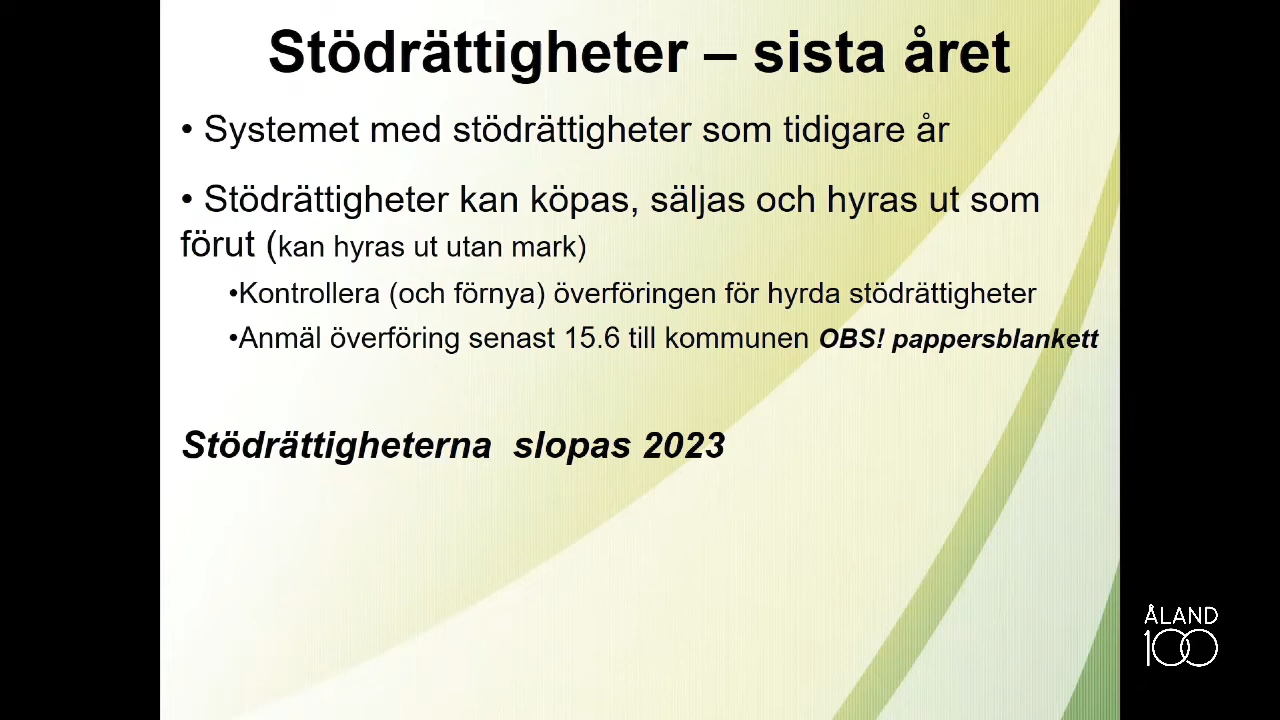 Stödrättigheter – sista året
• Systemet med stödrättigheter som tidigare år
• Stödrättigheter kan köpas, säljas och hyras ut som
förut (kan hyras ut utan mark)
•Kontrollera (och förnya) överföringen för hyrda stödrättigheter
•Anmäl överföring senast 15.6 till kommunen OBS! pappersblankett
Stödrättigheterna slopas 2023
ÅLAND
100